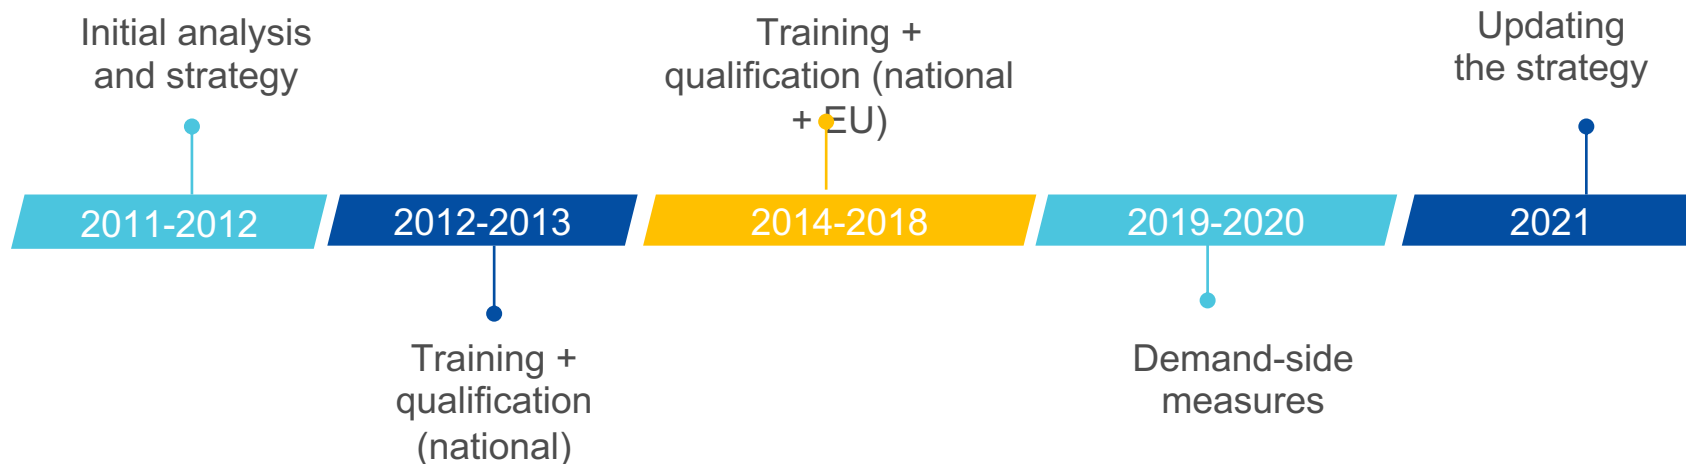 Initial analysis
and strategy
Training +
qualification (national
+ EU)
Updating
the strategy
2011-2012
2012-2013
2014-2018
2019-2020
2021
Training +
qualification
(national)
Demand-side
measures